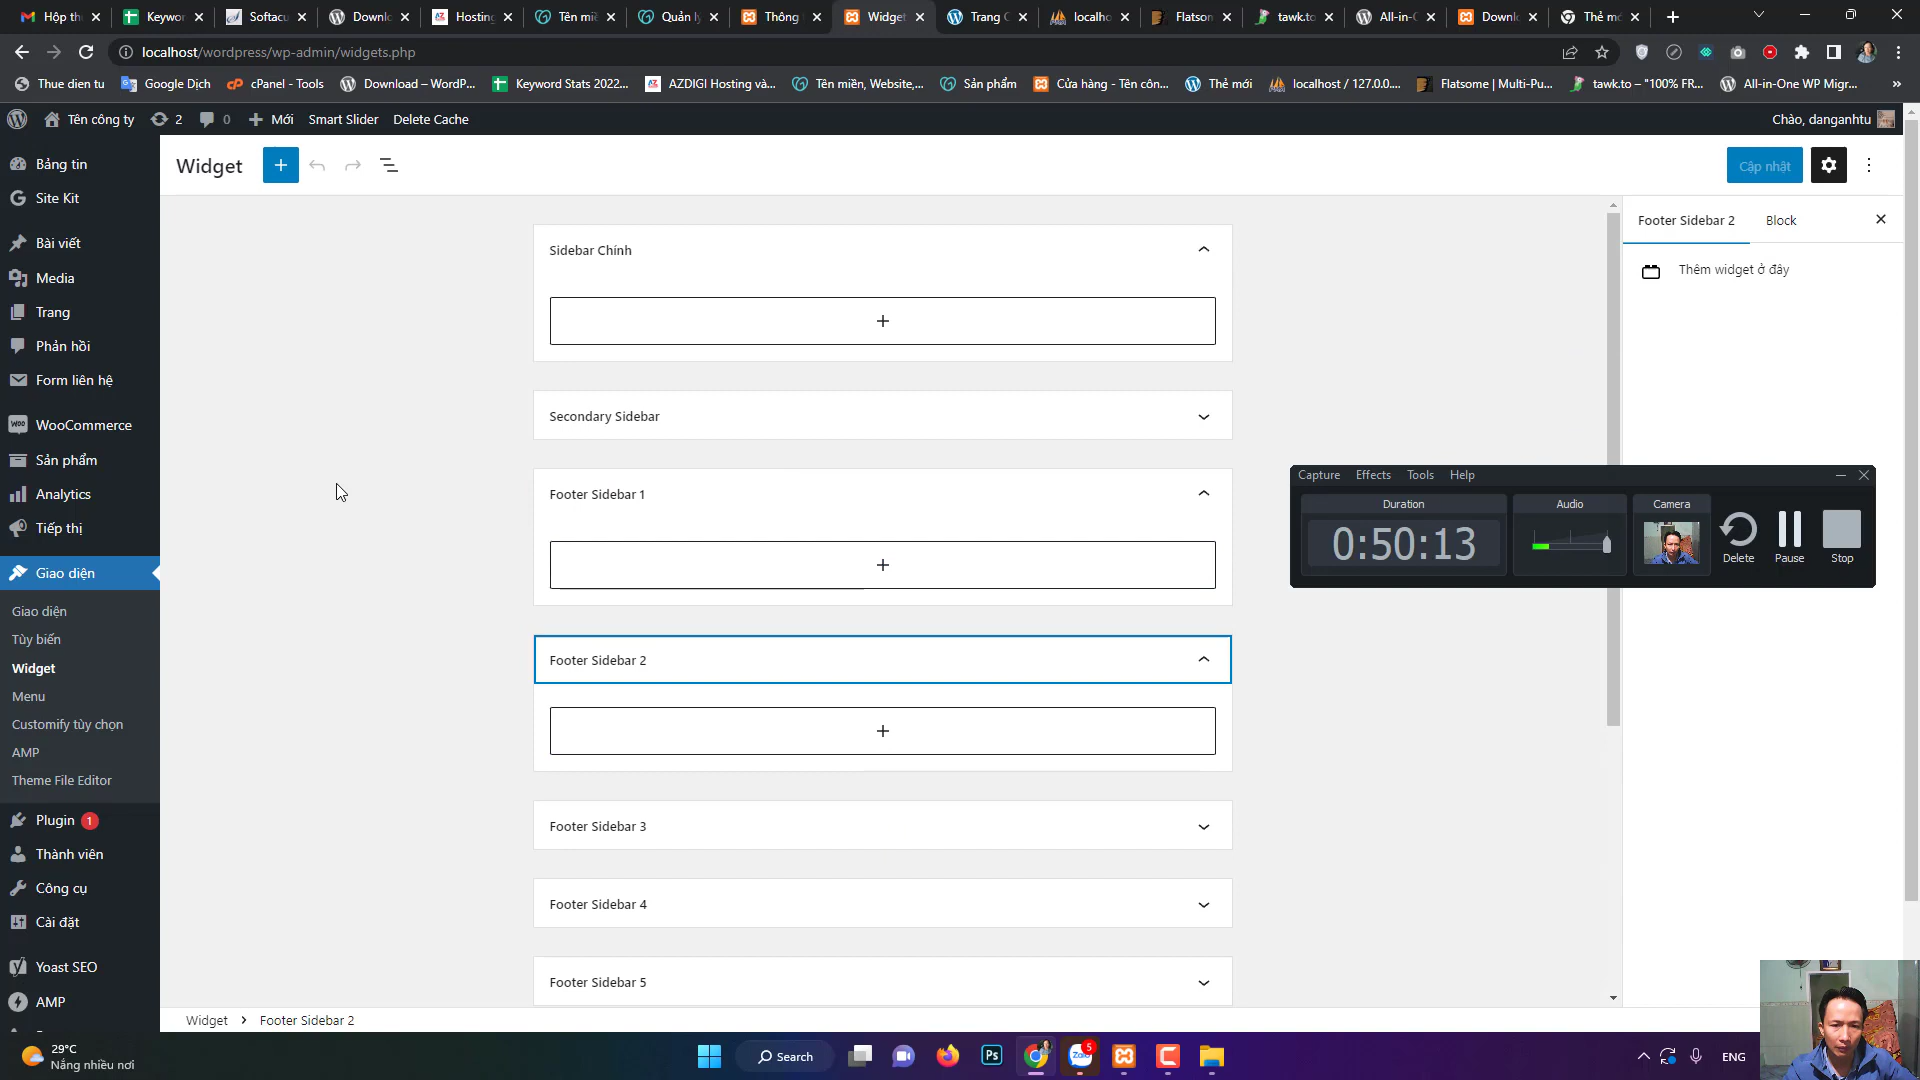 Hộp th
Keywor
Softacu
Downlo
Hosting
Tên mi
Quản lý
Thông
Widget
Trang C
localho
Flatson
tawk.to
All-in-C
Downl
Thẻ mớ
localhost/wordpress/wp-admin/widgets.php
Thue dien tu
Google Dịch
cPanel - Tools
Download – WordP...
Keyword Stats 2022...
AZDIGI Hosting và...
Tên miền, Website,...
Sản phẩm
Cửa hàng - Tên côn...
Thẻ mới
localhost / 127.0.0....
Flatsome | Multi-Pu...
tawk.to – "100% FR...
All-in-One WP Migr...
»
Tên công ty
2
0
Mới
Smart Slider
Delete Cache
Chào, danganhtu
Bảng tin
Site Kit
Bài viết
Media
Trang
Phản hồi
Form liên hệ
WooCommerce
Sản phẩm
Analytics
Tiếp thị
Giao diện
Giao diện
Tùy biến
Widget
Menu
Customify tùy chọn
AMP
Theme File Editor
Plugin 1
Thành viên
Công cụ
Cài đặt
Yoast SEO
AMP
Widget
Cập nhật
Sidebar Chính
Secondary Sidebar
Footer Sidebar 1
Footer Sidebar 2
Footer Sidebar 3
Footer Sidebar 4
Footer Sidebar 5
Widget > Footer Sidebar 2
Footer Sidebar 2
Block
Thêm widget ở đây
Capture Effects Tools Help
Duration
0:50:13
Audio
Camera
Delete
Pause
Stop
29°C
Nắng nhiều nơi
Search
Ps
Zalo
5
ENG